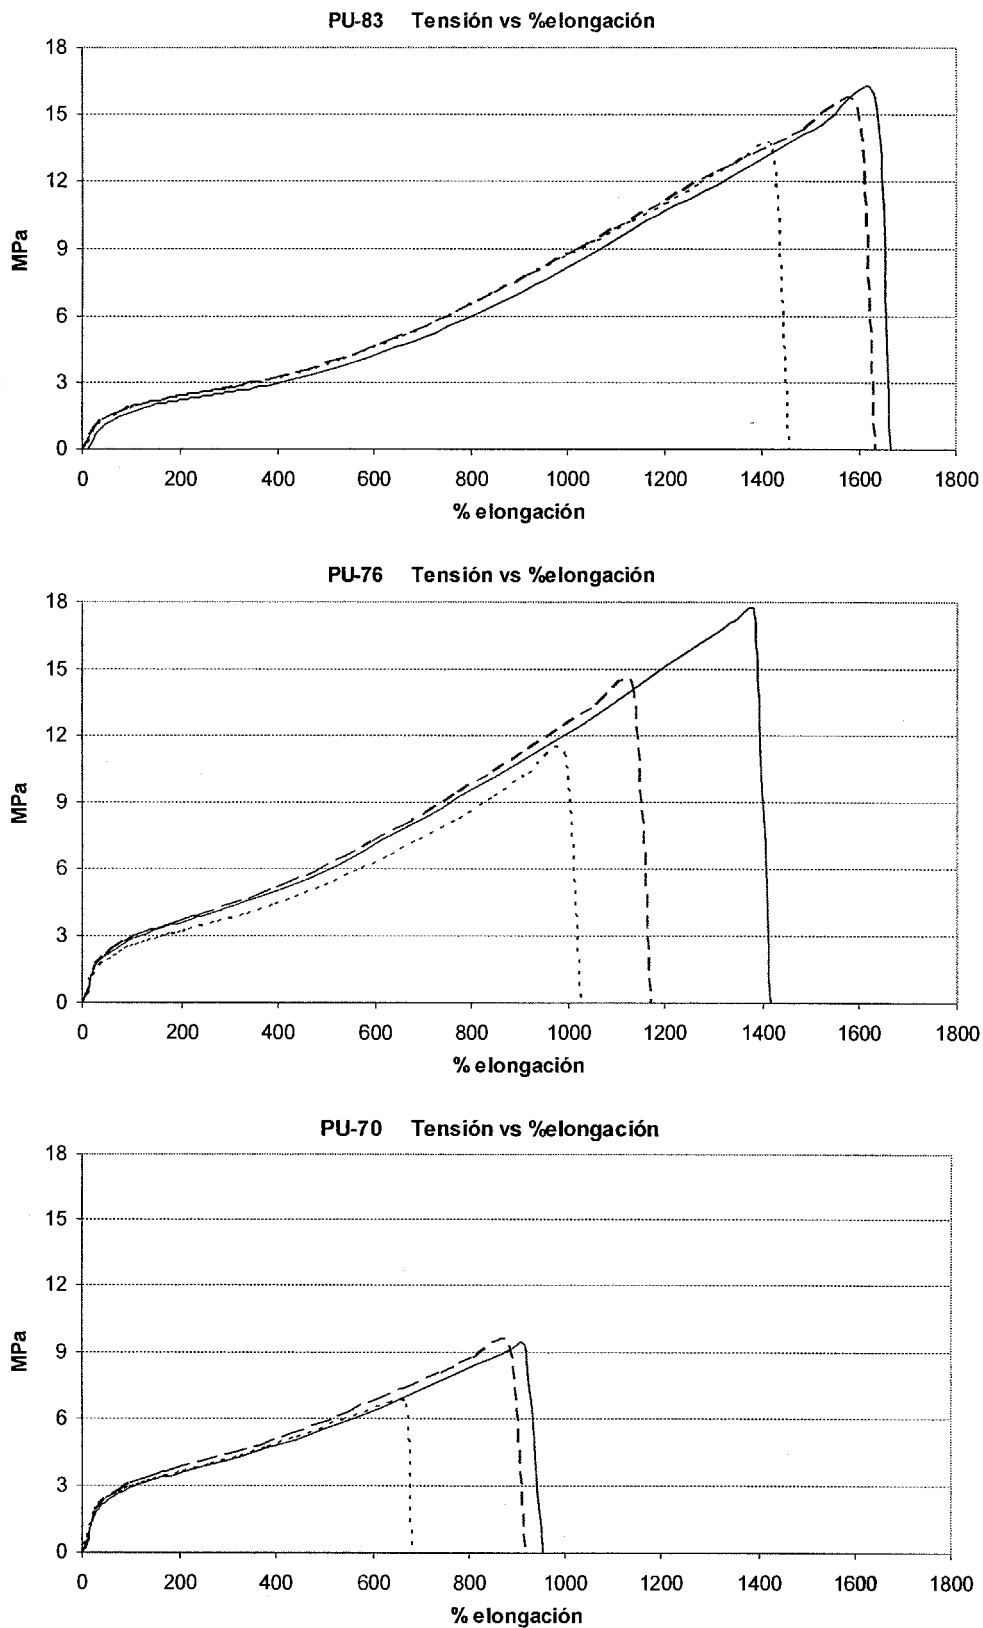 PU-83 Tensión vs %elongación
18
15
12
9
6
3
0
MPa
0 200 400 600 800 1000 1200 1400 1600 1800
% elongación
PU-76 Tensión vs %elongación
18
15
12
9
6
3
0
MPa
0 200 400 600 800 1000 1200 1400 1600 1800
% elongación
PU-70 Tensión vs %elongación
18
15
12
9
6
3
0
MPa
0 200 400 600 800 1000 1200 1400 1600 1800
% elongación